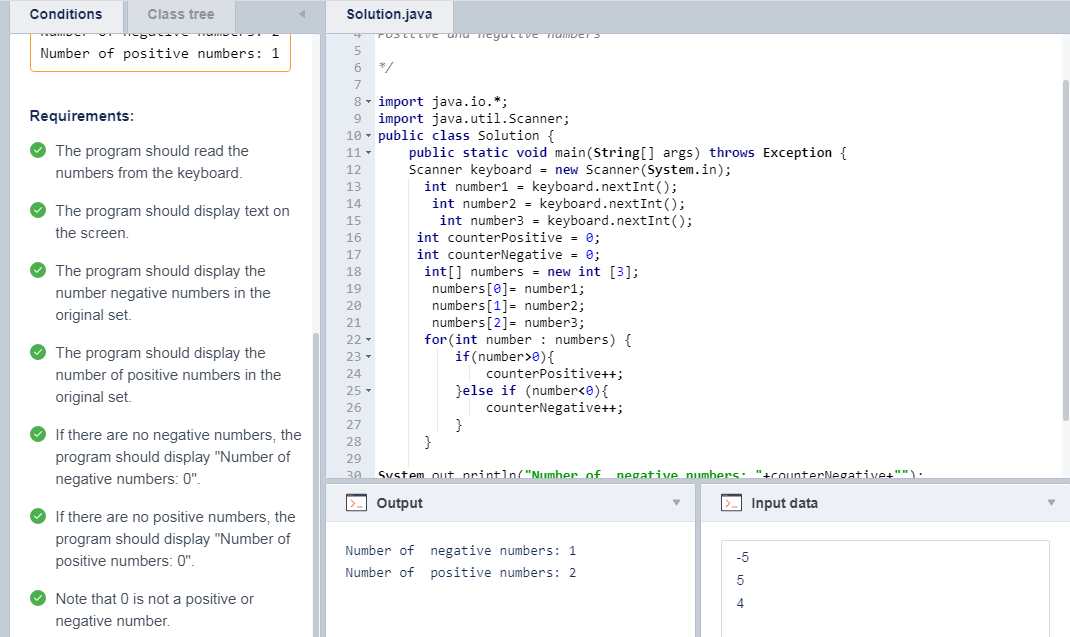 Conditions
Class tree
Number of negative numbers: 2
Number of positive numbers: 1
Requirements:
The program should read the
numbers from the keyboard.
The program should display text on
the screen.
The program should display the
number negative numbers in the
original set.
The program should display the
number of positive numbers in the
original set.
If there are no negative numbers, the
program should display "Number of
negative numbers: 0".
If there are no positive numbers, the
program should display "Number of
positive numbers: 0".
Note that 0 is not a positive or
negative number.
Solution.java
4 Positive and negative numbers
5
6 */
7
8 import java.io.*;
9 import java.util.Scanner;
10 public class Solution {
11 public static void main(String[] args) throws Exception {
12 Scanner keyboard = new Scanner(System.in);
13 int number1 = keyboard.nextInt();
14 int number2 = keyboard.nextInt();
15 int number3 = keyboard.nextInt();
16 int counterPositive = 0;
17 int counterNegative = 0;
18 int[] numbers = new int [3];
19 numbers[0]= number1;
20 numbers[1]= number2;
21 numbers[2]= number3;
22 for(int number : numbers) {
23 if(number>0){
24 counterPositive++;
25 }else if (number<0){
26 counterNegative++;
27 }
28 }
29
30 System.out.println("Number of  negative numbers: "+counterNegative+"");
Output
Number of  negative numbers: 1
Number of  positive numbers: 2
Input data
-5
5
4